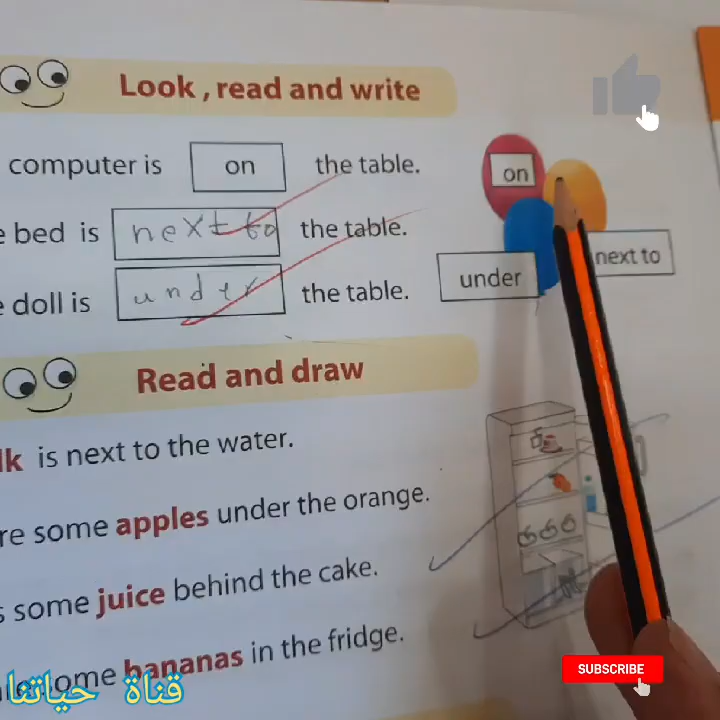 Look , read and write
computer is on the table.
on
e bed is next to the table.
next to
e doll is under the table.
under
Read and draw
lk is next to the water.
re some apples under the orange.
s some juice behind the cake.
some bananas in the fridge.
قناة حياتنا
SUBSCRIBE